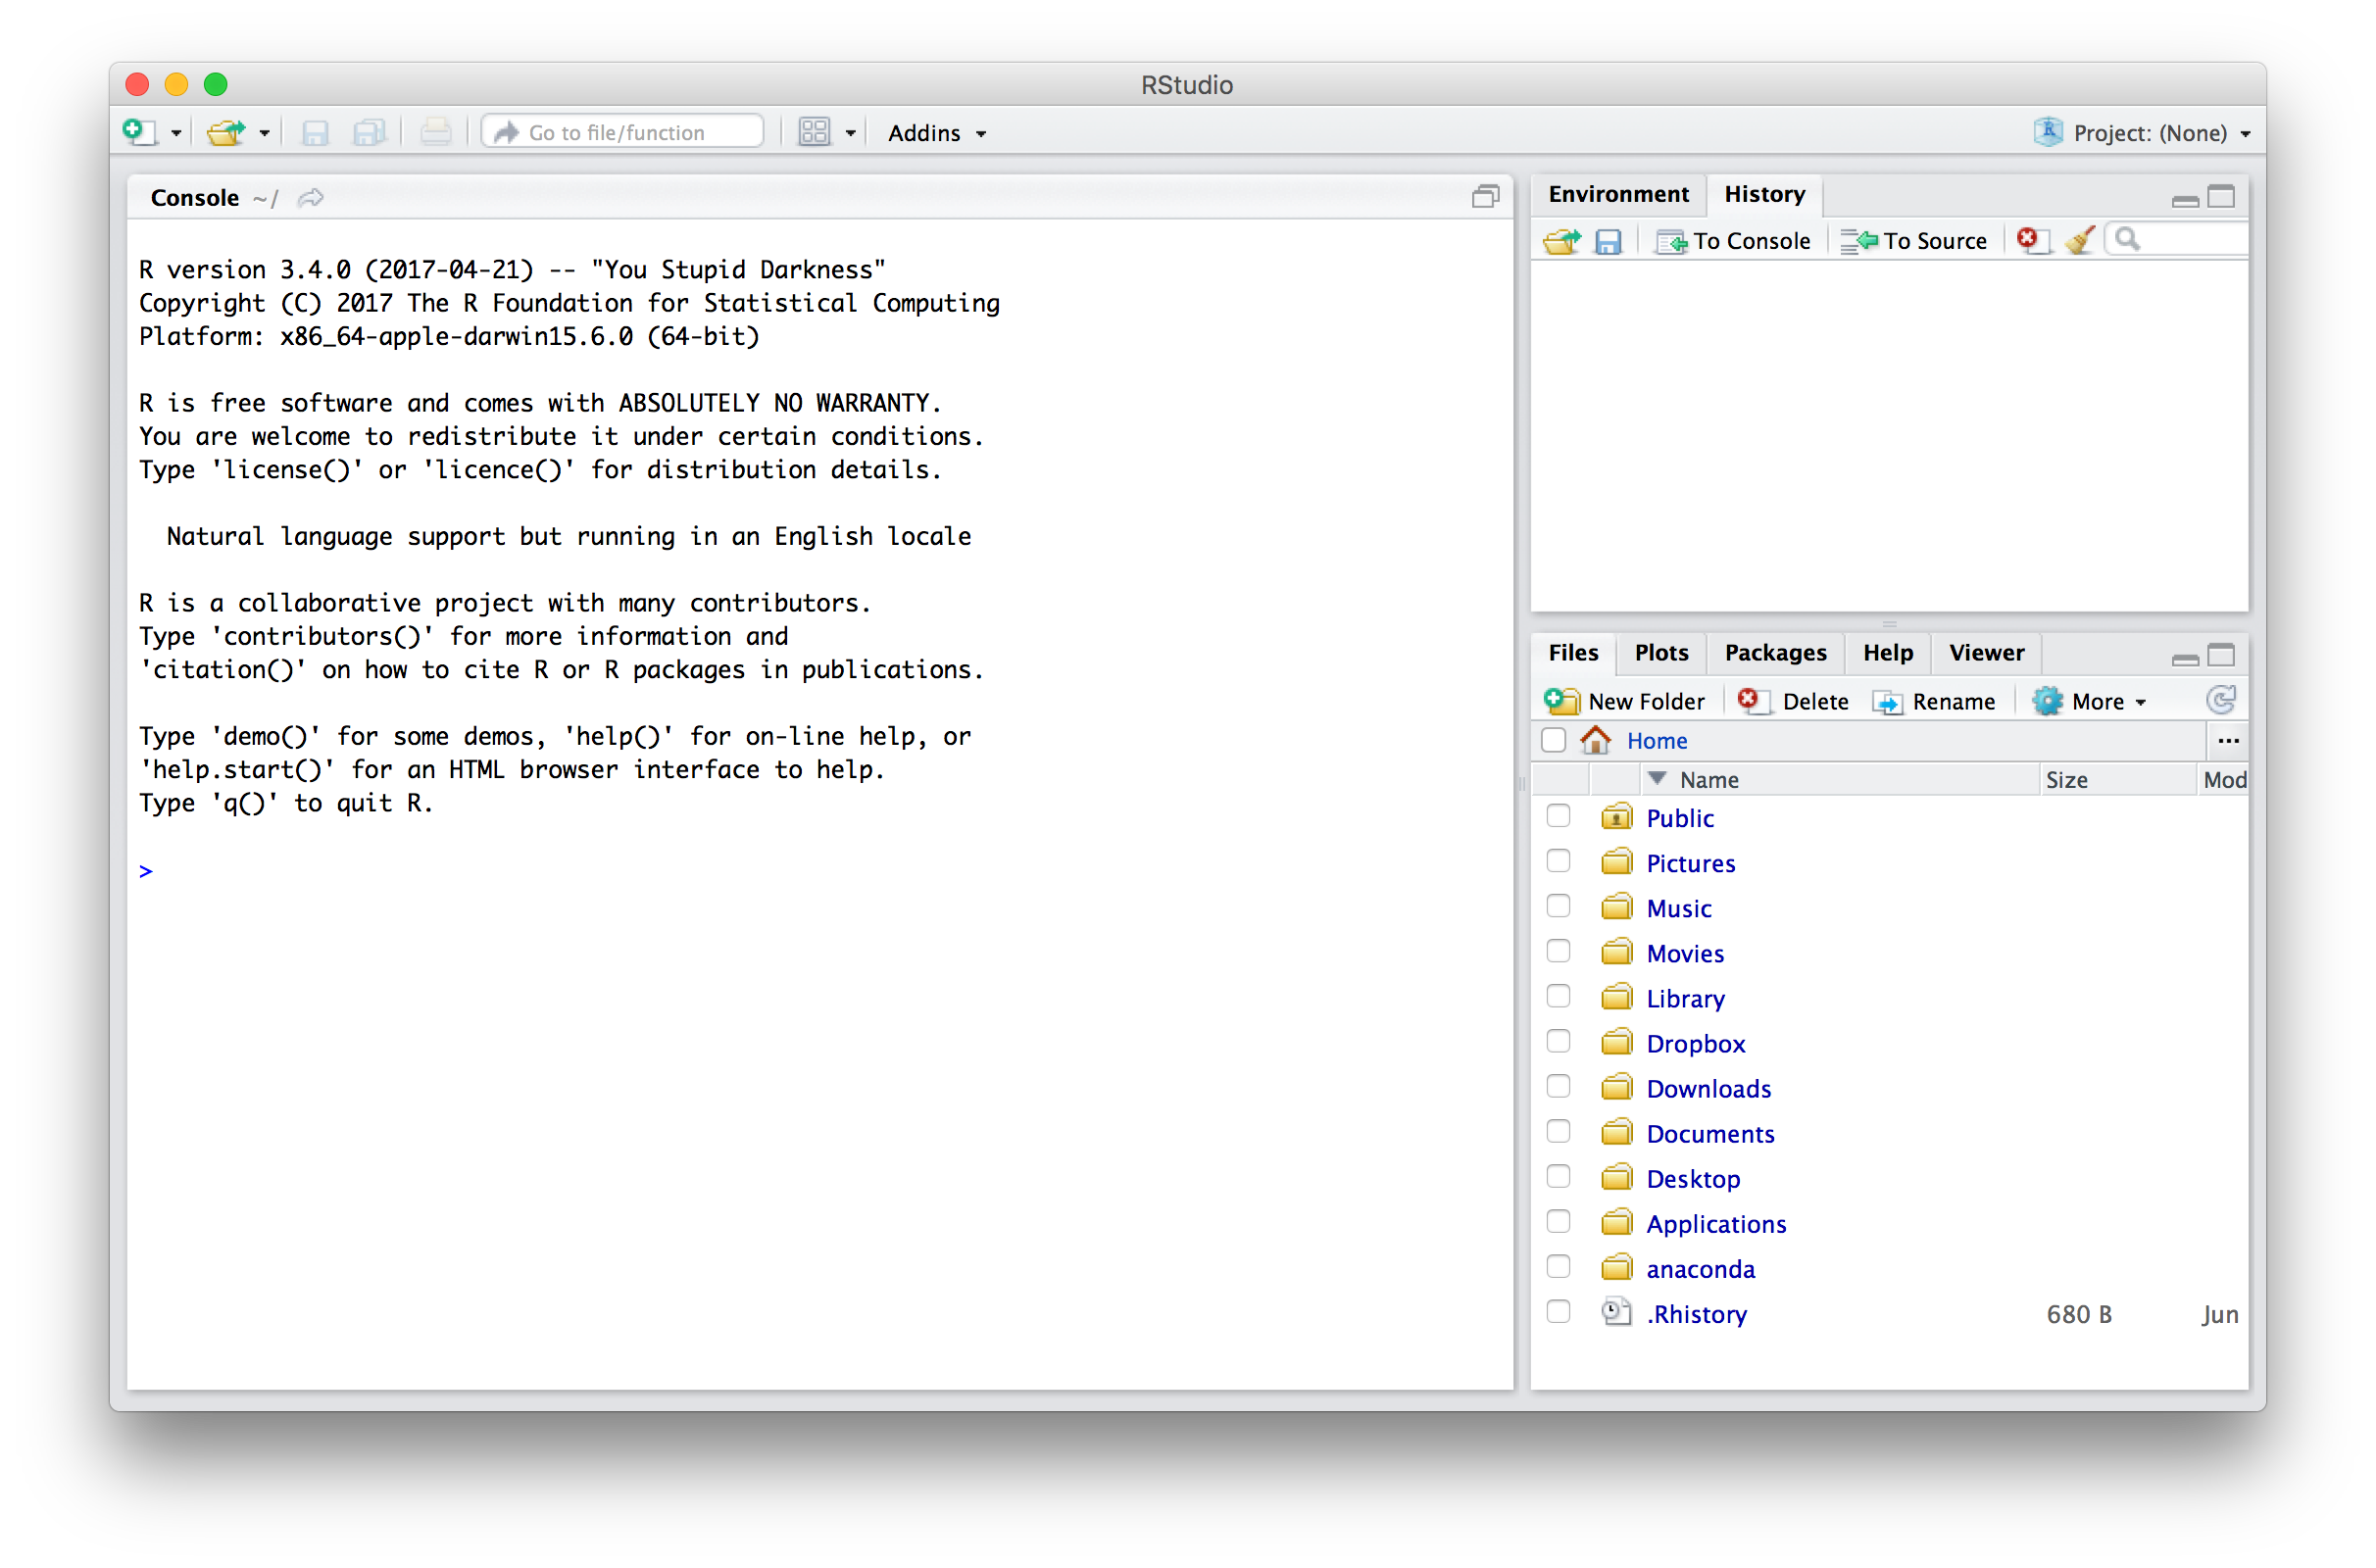 RStudio
Go to file/function Addins Project: (None)
Console ~/
R version 3.4.0 (2017-04-21) -- "You Stupid Darkness"
Copyright (C) 2017 The R Foundation for Statistical Computing
Platform: x86_64-apple-darwin15.6.0 (64-bit)
R is free software and comes with ABSOLUTELY NO WARRANTY.
You are welcome to redistribute it under certain conditions.
Type 'license()' or 'licence()' for distribution details.
Natural language support but running in an English locale
R is a collaborative project with many contributors.
Type 'contributors()' for more information and
'citation()' on how to cite R or R packages in publications.
Type 'demo()' for some demos, 'help()' for on-line help, or
'help.start()' for an HTML browser interface to help.
Type 'q()' to quit R.
>
Environment History
To Console To Source
Files Plots Packages Help Viewer
New Folder Delete Rename More
Home ...
Name Size Mod
Public
Pictures
Music
Movies
Library
Dropbox
Downloads
Documents
Desktop
Applications
anaconda
.Rhistory 680 B Jun